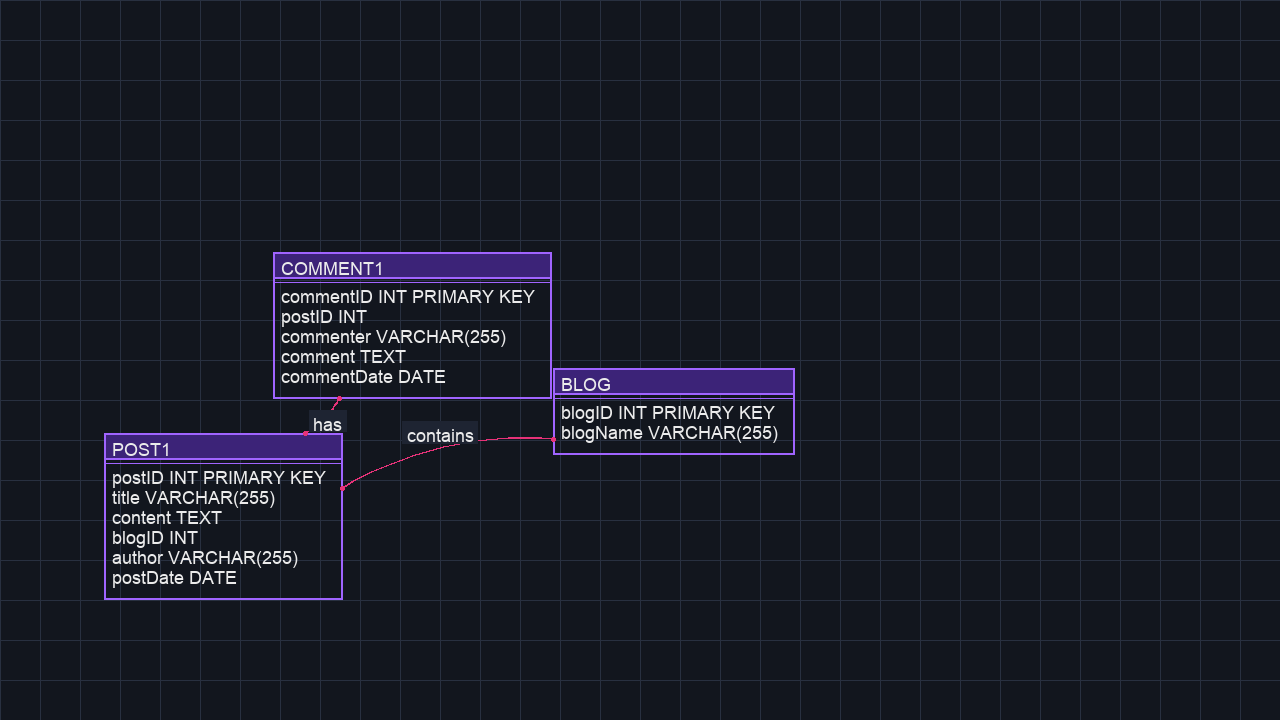 COMMENT1
commentID INT PRIMARY KEY
postID INT
commenter VARCHAR(255)
comment TEXT
commentDate DATE
BLOG
blogID INT PRIMARY KEY
blogName VARCHAR(255)
has
contains
POST1
postID INT PRIMARY KEY
title VARCHAR(255)
content TEXT
blogID INT
author VARCHAR(255)
postDate DATE